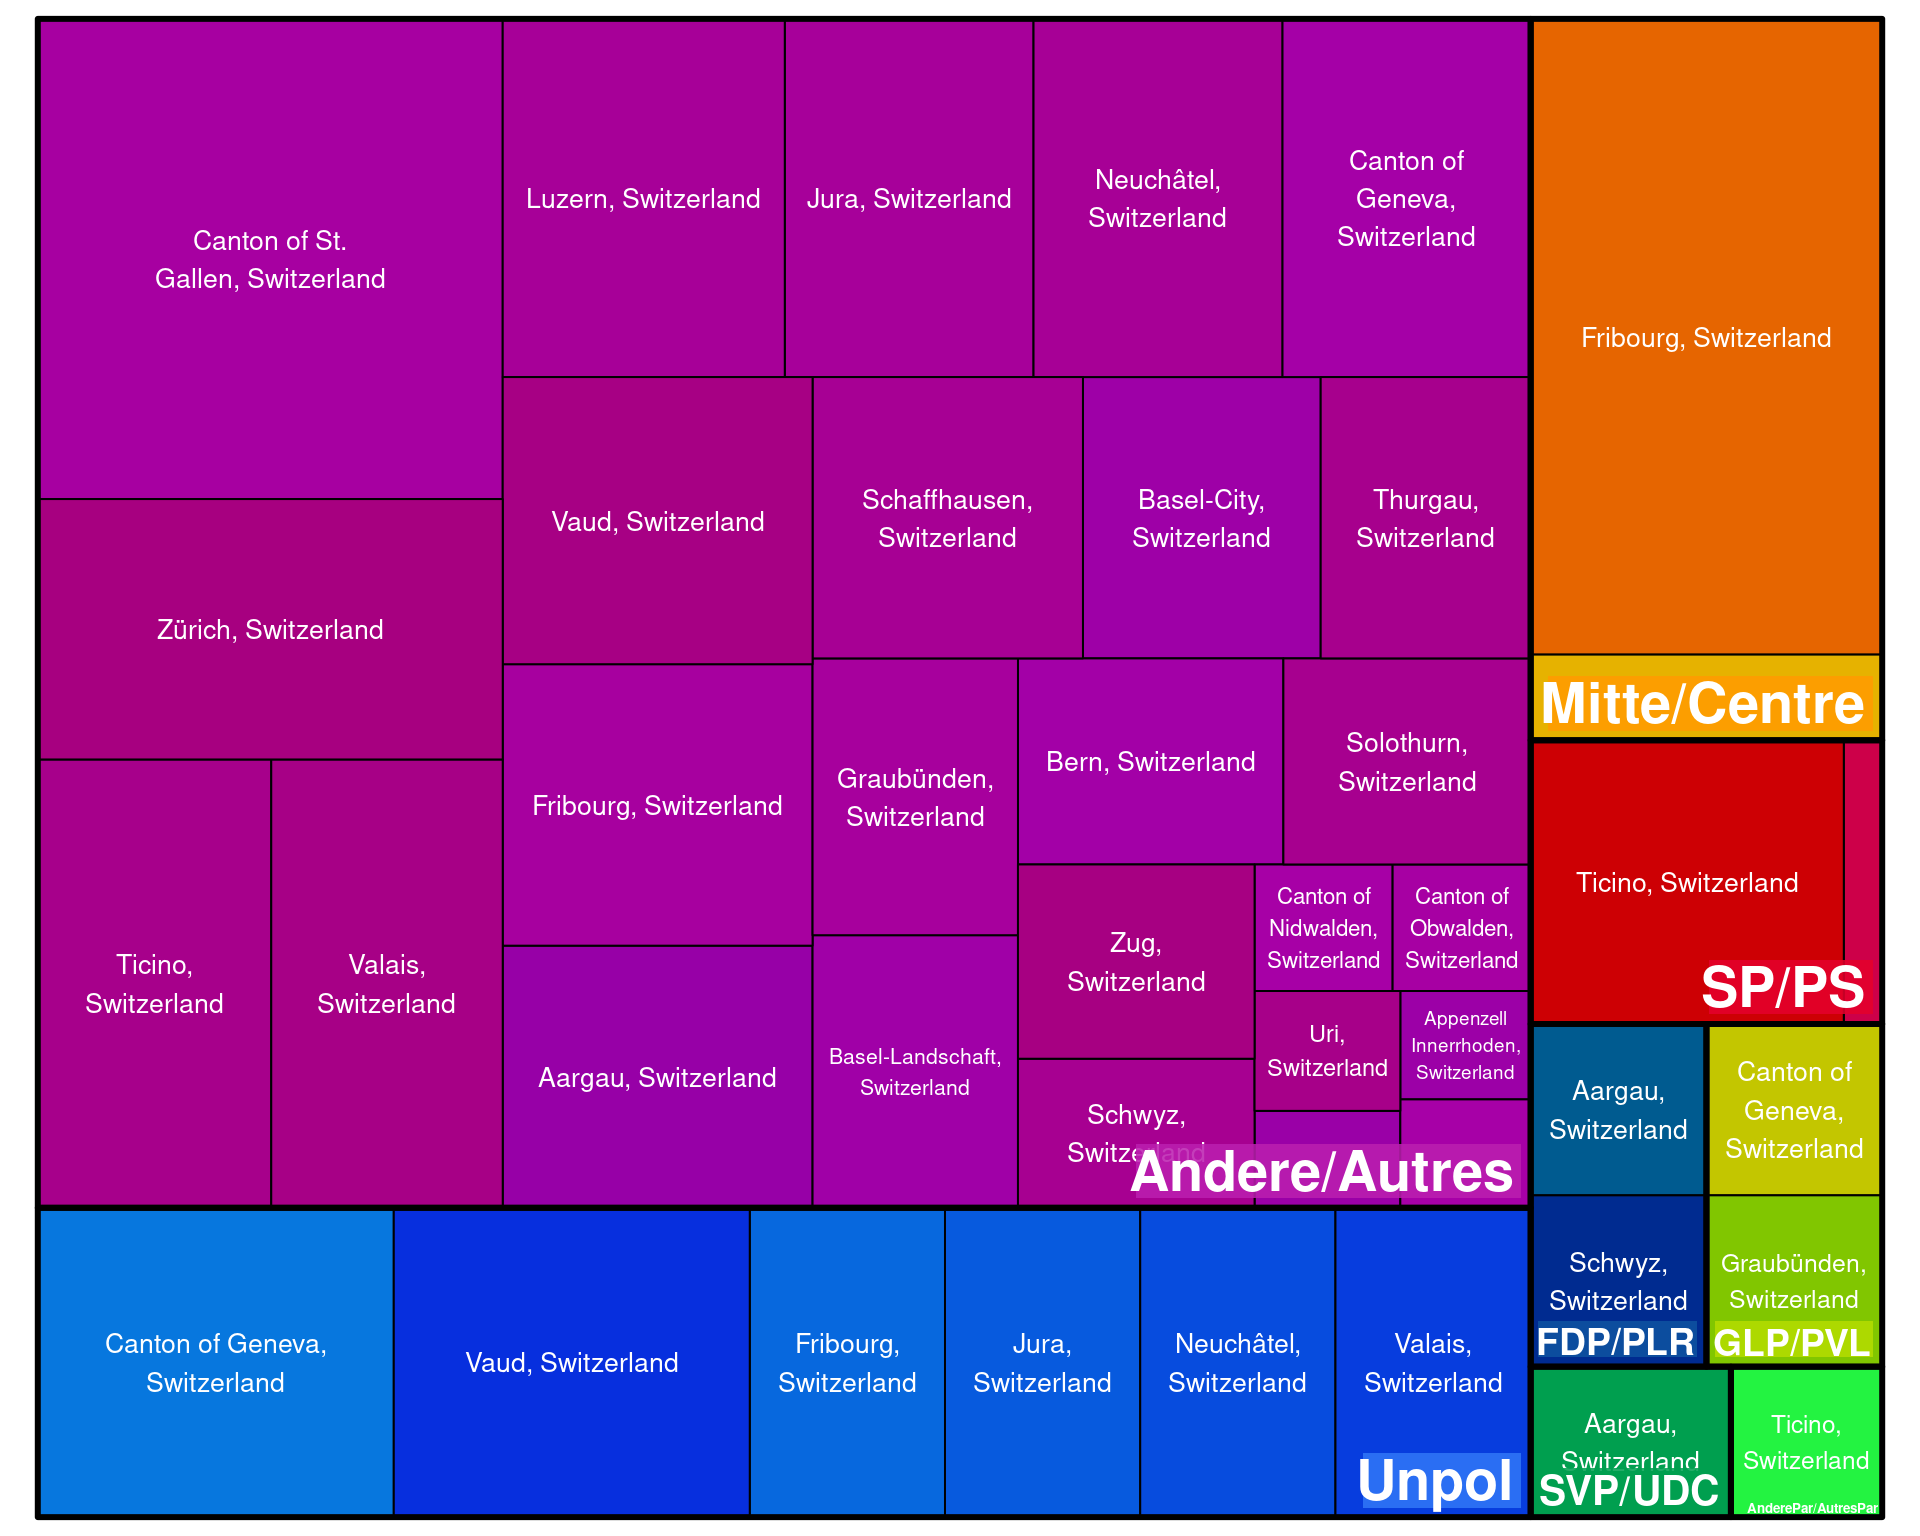 Canton of St.
Gallen, Switzerland
Luzern, Switzerland
Jura, Switzerland
Neuchâtel,
Switzerland
Canton of
Geneva,
Switzerland
Fribourg, Switzerland
Vaud, Switzerland
Schaffhausen,
Switzerland
Basel-City,
Switzerland
Thurgau,
Switzerland
Zürich, Switzerland
Mitte/Centre
Fribourg, Switzerland
Graubünden,
Switzerland
Bern, Switzerland
Solothurn,
Switzerland
Ticino, Switzerland
SP/PS
Ticino,
Switzerland
Valais,
Switzerland
Zug,
Switzerland
Canton of
Nidwalden,
Switzerland
Canton of
Obwalden,
Switzerland
Aargau, Switzerland
Basel-Landschaft,
Switzerland
Uri,
Switzerland
Appenzell
Innerrhoden,
Switzerland
Schwyz,
Switzerland
Andere/Autres
Aargau,
Switzerland
Canton of
Geneva,
Switzerland
Schwyz,
Switzerland
FDP/PLR
Graubünden,
Switzerland
GLP/PVL
Canton of Geneva,
Switzerland
Vaud, Switzerland
Fribourg,
Switzerland
Jura,
Switzerland
Neuchâtel,
Switzerland
Valais,
Switzerland
Unpol
Aargau,
Switzerland
SVP/UDC
Ticino,
Switzerland
AnderePar/AutresPar